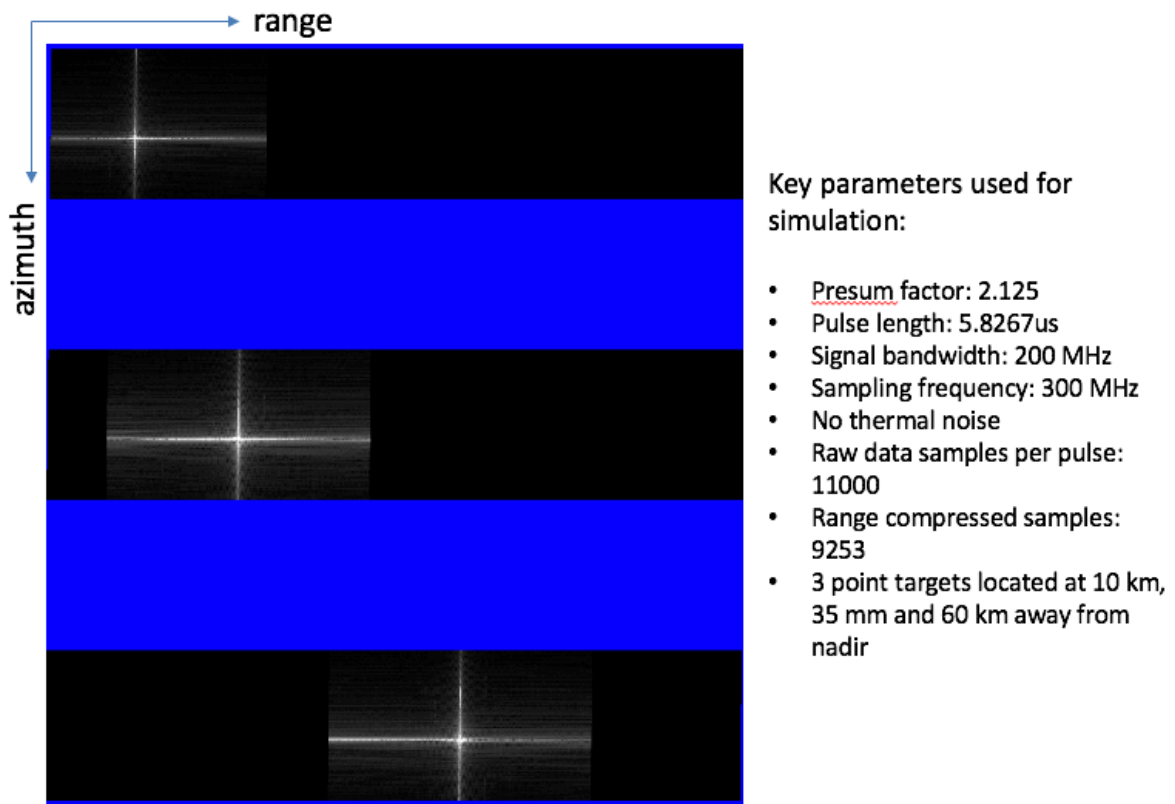 range
azimuth
Key parameters used for
simulation:
• Presum factor: 2.125
• Pulse length: 5.8267us
• Signal bandwidth: 200 MHz
• Sampling frequency: 300 MHz
• No thermal noise
• Raw data samples per pulse:
11000
• Range compressed samples:
9253
• 3 point targets located at 10 km,
35 mm and 60 km away from
nadir